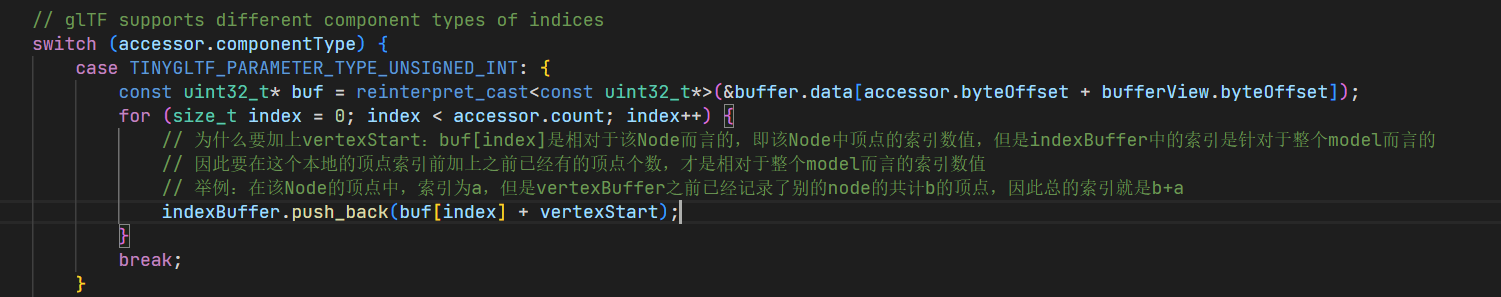 // glTF supports different component types of indices
switch (accessor.componentType) {
case TINYGLTF_PARAMETER_TYPE_UNSIGNED_INT: {
const uint32_t* buf = reinterpret_cast<const uint32_t*>(&buffer.data[accessor.byteOffset + bufferView.byteOffset]);
for (size_t index = 0; index < accessor.count; index++) {
// 为什么要加上vertexStart：buf[index]是相对于该Node而言的，即该Node中顶点的索引数值，但是indexBuffer中的索引是针对于整个model而言的
// 因此要在这个本地的顶点索引前加上之前已经有的顶点个数，才是相对于整个model而言的索引数值
// 举例：在该Node的顶点中，索引为a，但是vertexBuffer之前已经记录了别的node的共计b的顶点，因此总的索引就是b+a
indexBuffer.push_back(buf[index] + vertexStart);
}
break;
}